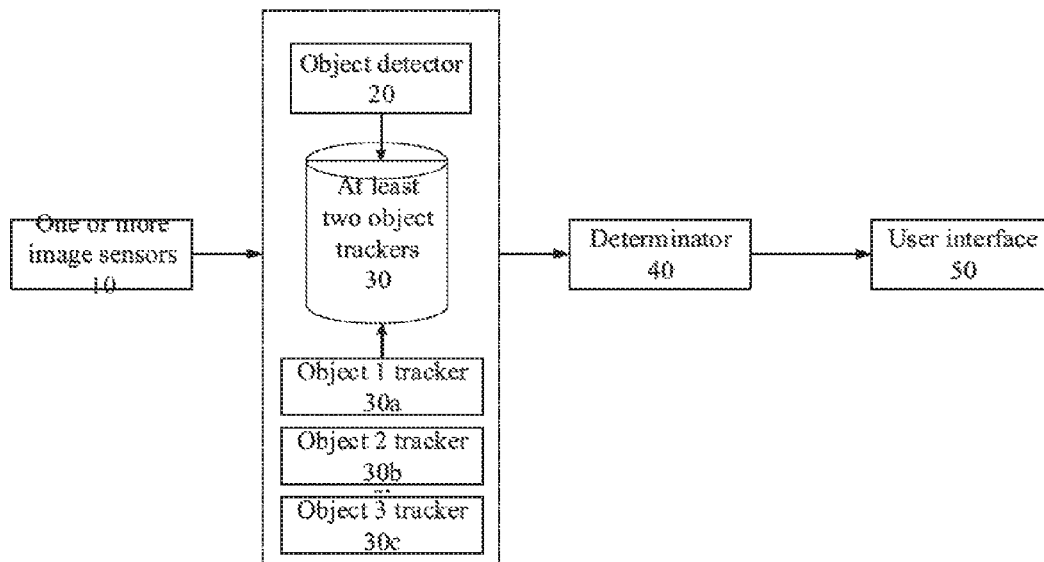 Object detector
20
At least
two object
trackers
30
One or more
image sensors
10
Determinator
40
User interface
50
Object 1 tracker
30a
Object 2 tracker
30b
...
Object 3 tracker
30c